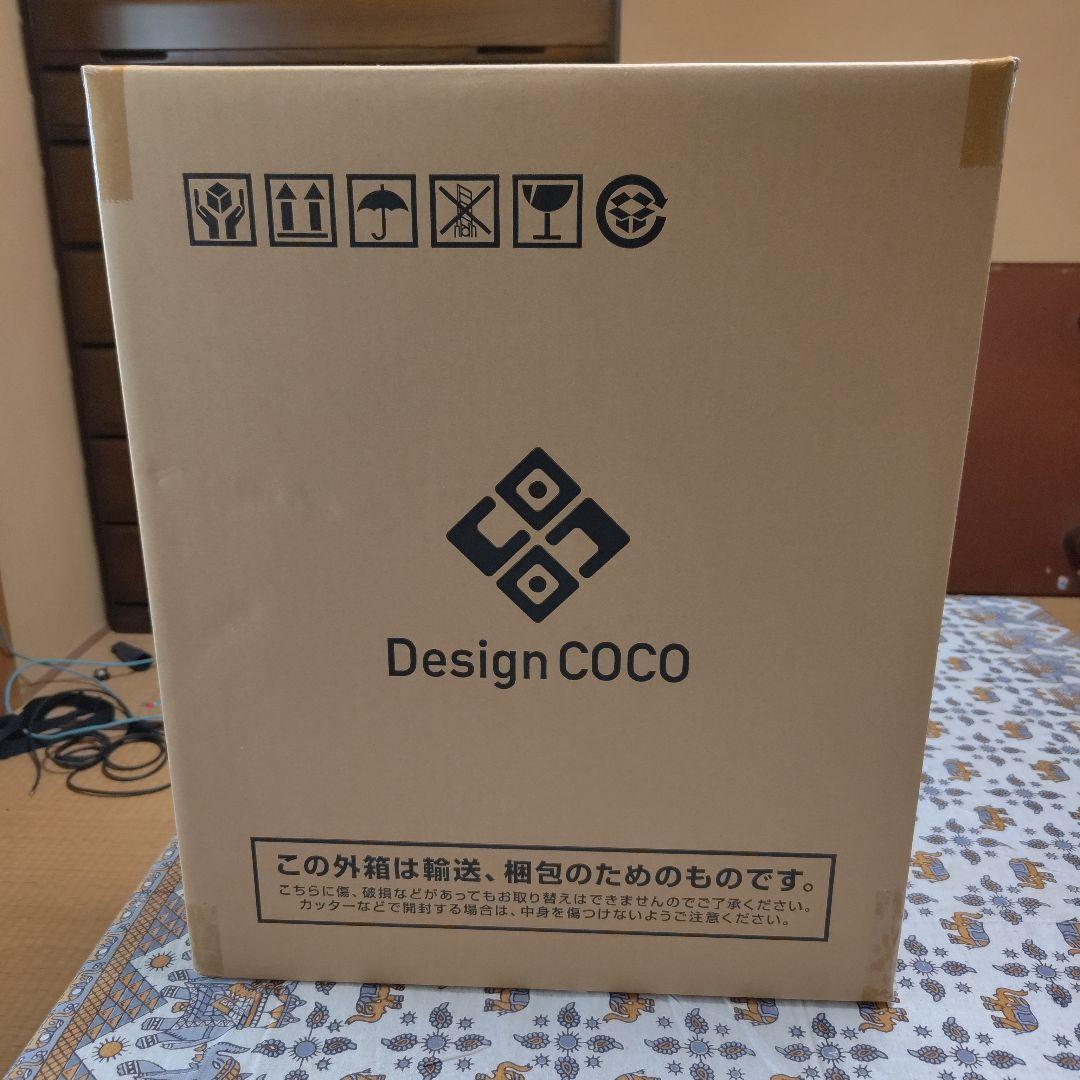 Design COCO
この外箱は輸送、梱包のためのものです。
こちらに傷、破損などがあってもお取り替えはできませんのでご了承ください。
カッターなどで開封する場合は、中身を傷つけないようご注意ください。